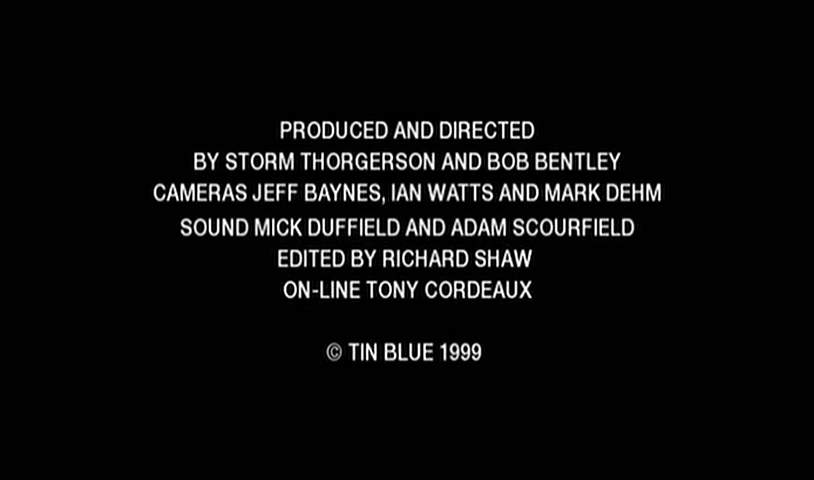 PRODUCED AND DIRECTED
BY STORM THORGERSON AND BOB BENTLEY
CAMERAS JEFF BAYNES, IAN WATTS AND MARK DEHM
SOUND MICK DUFFIELD AND ADAM SCOURFIELD
EDITED BY RICHARD SHAW
ON-LINE TONY CORDEAUX
© TIN BLUE 1999